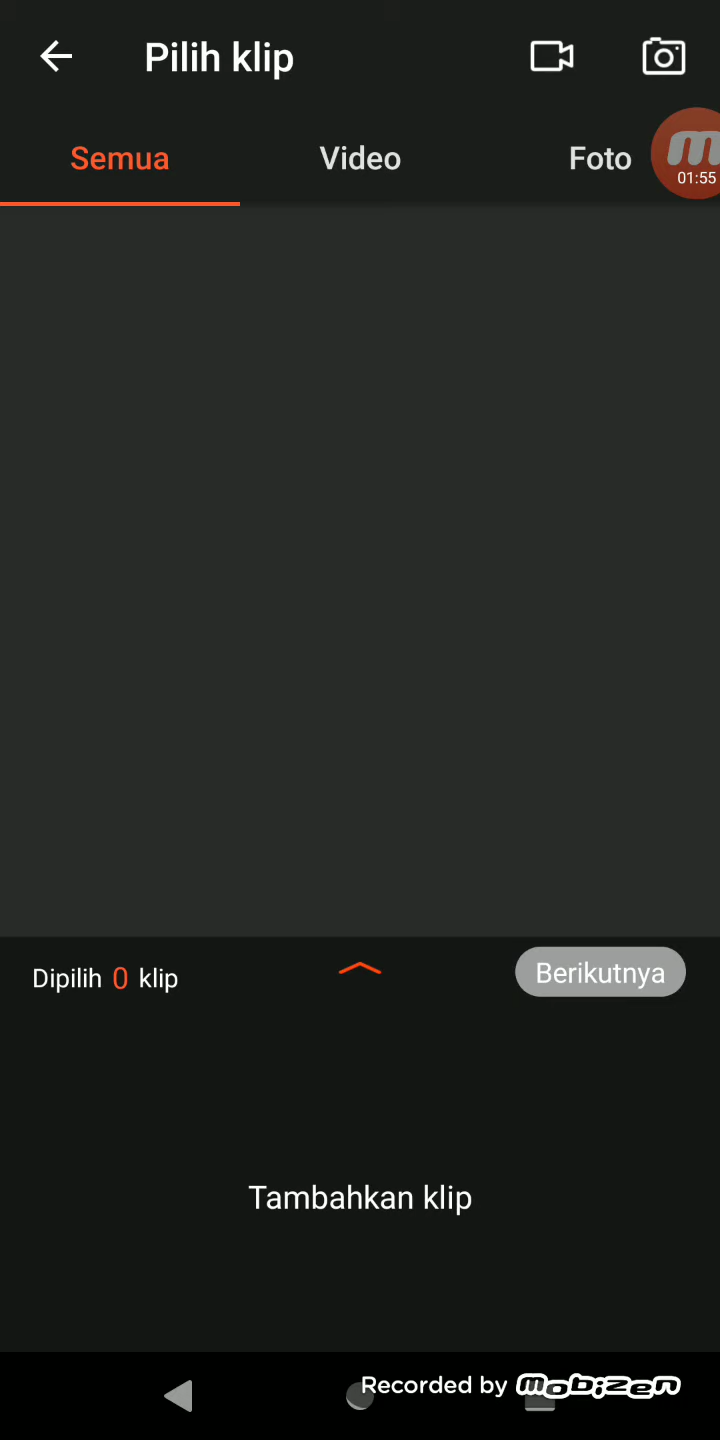 Pilih klip
Semua
Video
Foto
m
01:55
Dipilih 0 klip
Berikutnya
Tambahkan klip
Recorded by mobizen